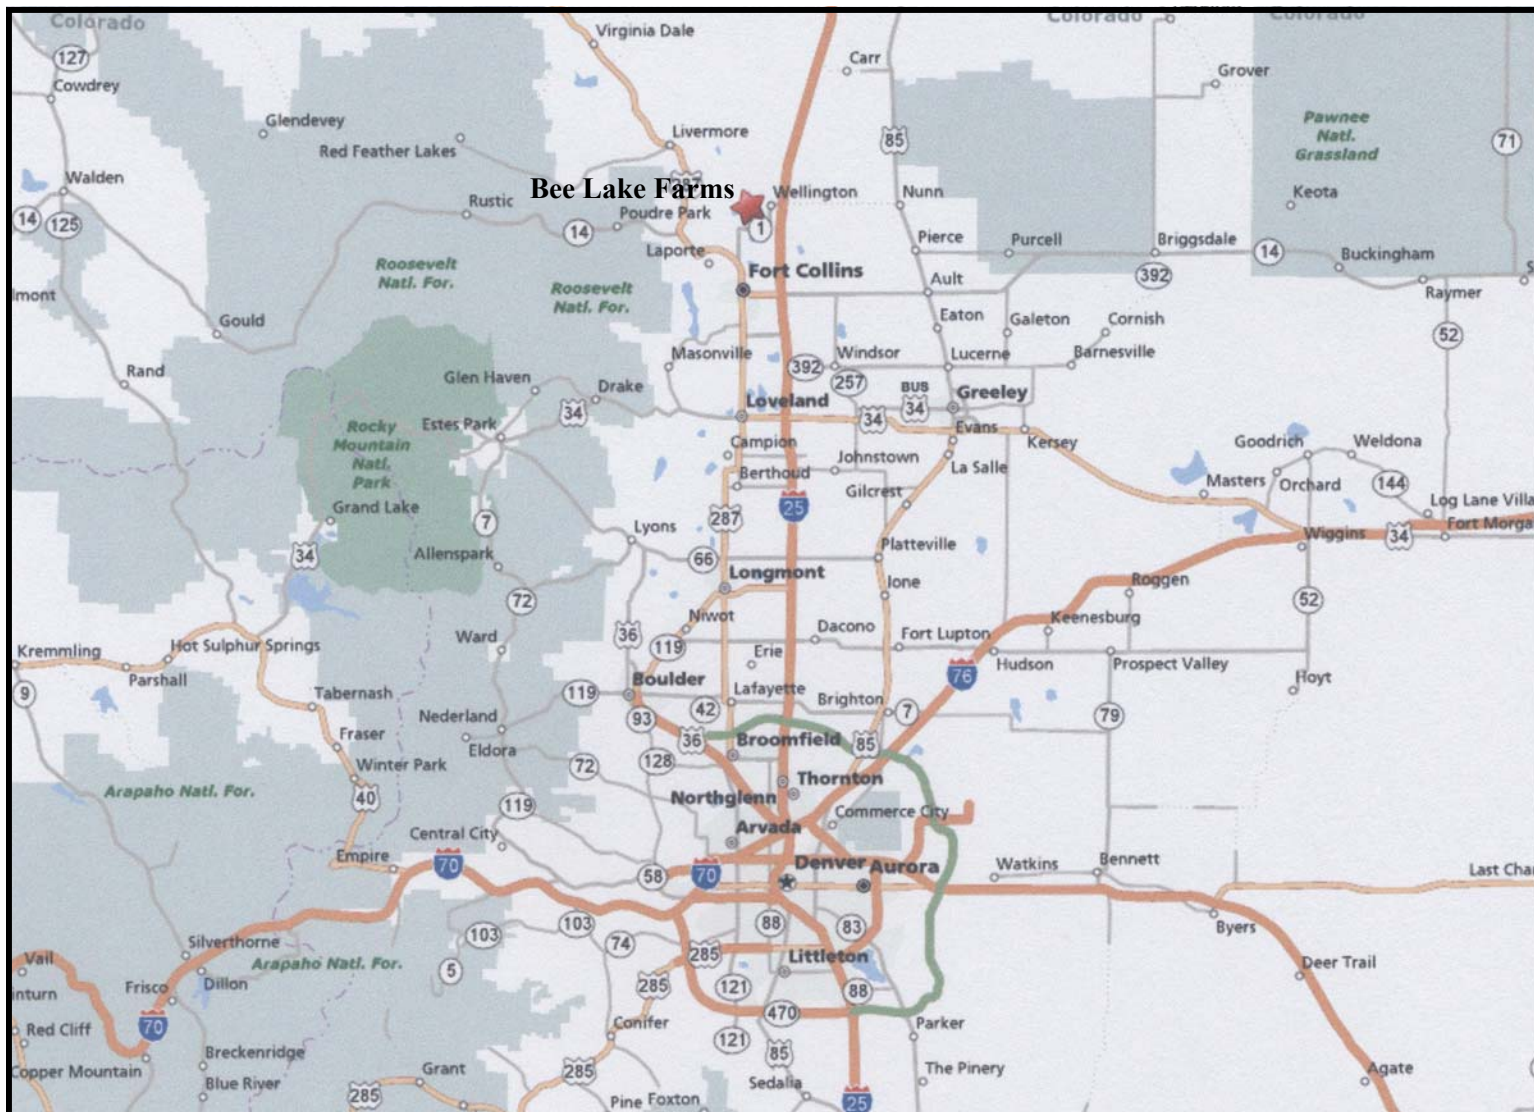 Colorado
Colorado
Colorado
Virginia Dale
127
Carr
Cowdrey
Grover
Glendevey
Pawnee
Natl.
Grassland
Livermore
Red Feather Lakes
85
71
Walden
287
Bee Lake Farms
Wellington
Nunn
Keota
Rustic
Poudre Park
14
125
14
1
Pierce
Purcell
Briggsdale
14
Laporte
Buckingham
Roosevelt
Natl. For.
Fort Collins
392
Roosevelt
Natl. For.
Ault
Raymer
lmont
Eaton
Galeton
Cornish
Gould
52
Masonville
Windsor
Lucerne
Barnesville
Rand
392
257
Glen Haven
Drake
BUS
34
Greeley
34
Loveland
34
Estes Park
Rocky
Mountain
Natl.
Park
Evans
Kersey
Campion
Goodrich
Weldona
Johnstown
La Salle
Berthoud
Masters
Orchard
144
Gilcrest
Grand Lake
25
Log Lane Villa
7
287
Lyons
Fort Morga
Wiggins
34
34
Allenspark
66
Platteville
Longmont
Roggen
Ione
72
52
Niwot
Keenesburg
Ward
36
119
Dacono
Fort Lupton
Kremmling
Hot Sulphur Springs
Erie
Hudson
Prospect Valley
Parshall
76
Boulder
Hoyt
9
119
Lafayette
Brighton
Tabernash
42
7
79
Nederland
93
Fraser
36
Broomfield
85
Eldora
Winter Park
72
128
Thornton
Arapaho Natl. For.
40
Northglenn
119
Commerce City
Central City
Arvada
Empire
70
Denver
Aurora
Watkins
Bennett
58
70
Last Cha
103
103
88
83
Byers
74
Silverthorne
285
Littleton
Vail
Arapaho Natl. For.
5
Deer Trail
Dillon
285
121
88
Frisco
inturn
470
70
Red Cliff
Conifer
Parker
121
Breckenridge
85
Copper Mountain
285
Grant
The Pinery
Agate
Blue River
Sedalia
285
Pine
Foxton
25